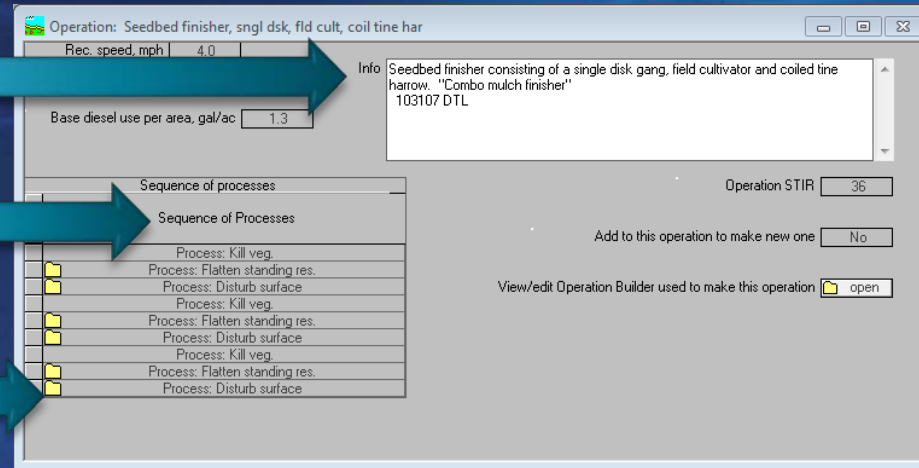 Operation: Seedbed finisher, sngl dsk, fld cult, coil tine har
Rec. speed, mph 4.0
Info
Seedbed finisher consisting of a single disk gang, field cultivator and coiled tine
harrow. "Combo mulch finisher"
103107 DTL
Base diesel use per area, gal/ac 1.3
Sequence of processes
Sequence of Processes
Process: Kill veg.
Process: Flatten standing res.
Process: Disturb surface
Process: Kill veg.
Process: Flatten standing res.
Process: Disturb surface
Process: Kill veg.
Process: Flatten standing res.
Process: Disturb surface
Operation STIR 36
Add to this operation to make new one No
View/edit Operation Builder used to make this operation open